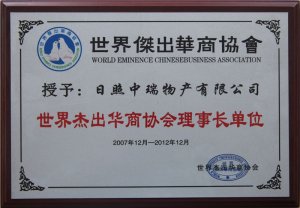 世界傑出華商協會
WORLD EMINENCE CHINESEBUSINESS ASSOCIATION
授予：日照中瑞物产有限公司
世界杰出华商协会理事长单位
2007年12月—2012年12月
世界杰出华商协会